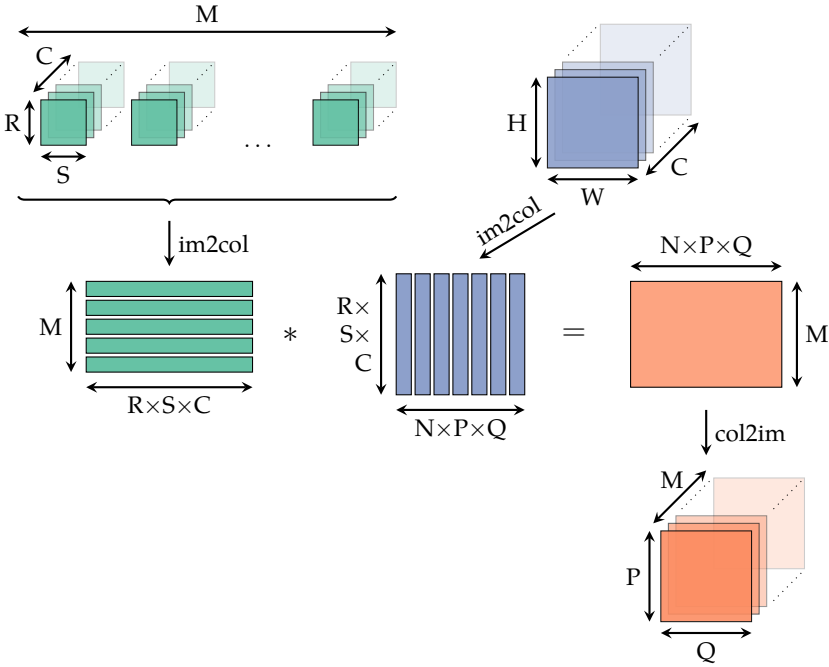 M
C
R
S
...
H
C
W
im2col
im2col
N×P×Q
M
R×S×C
*
R×
S×
C
N×P×Q
=
M
col2im
M
P
Q